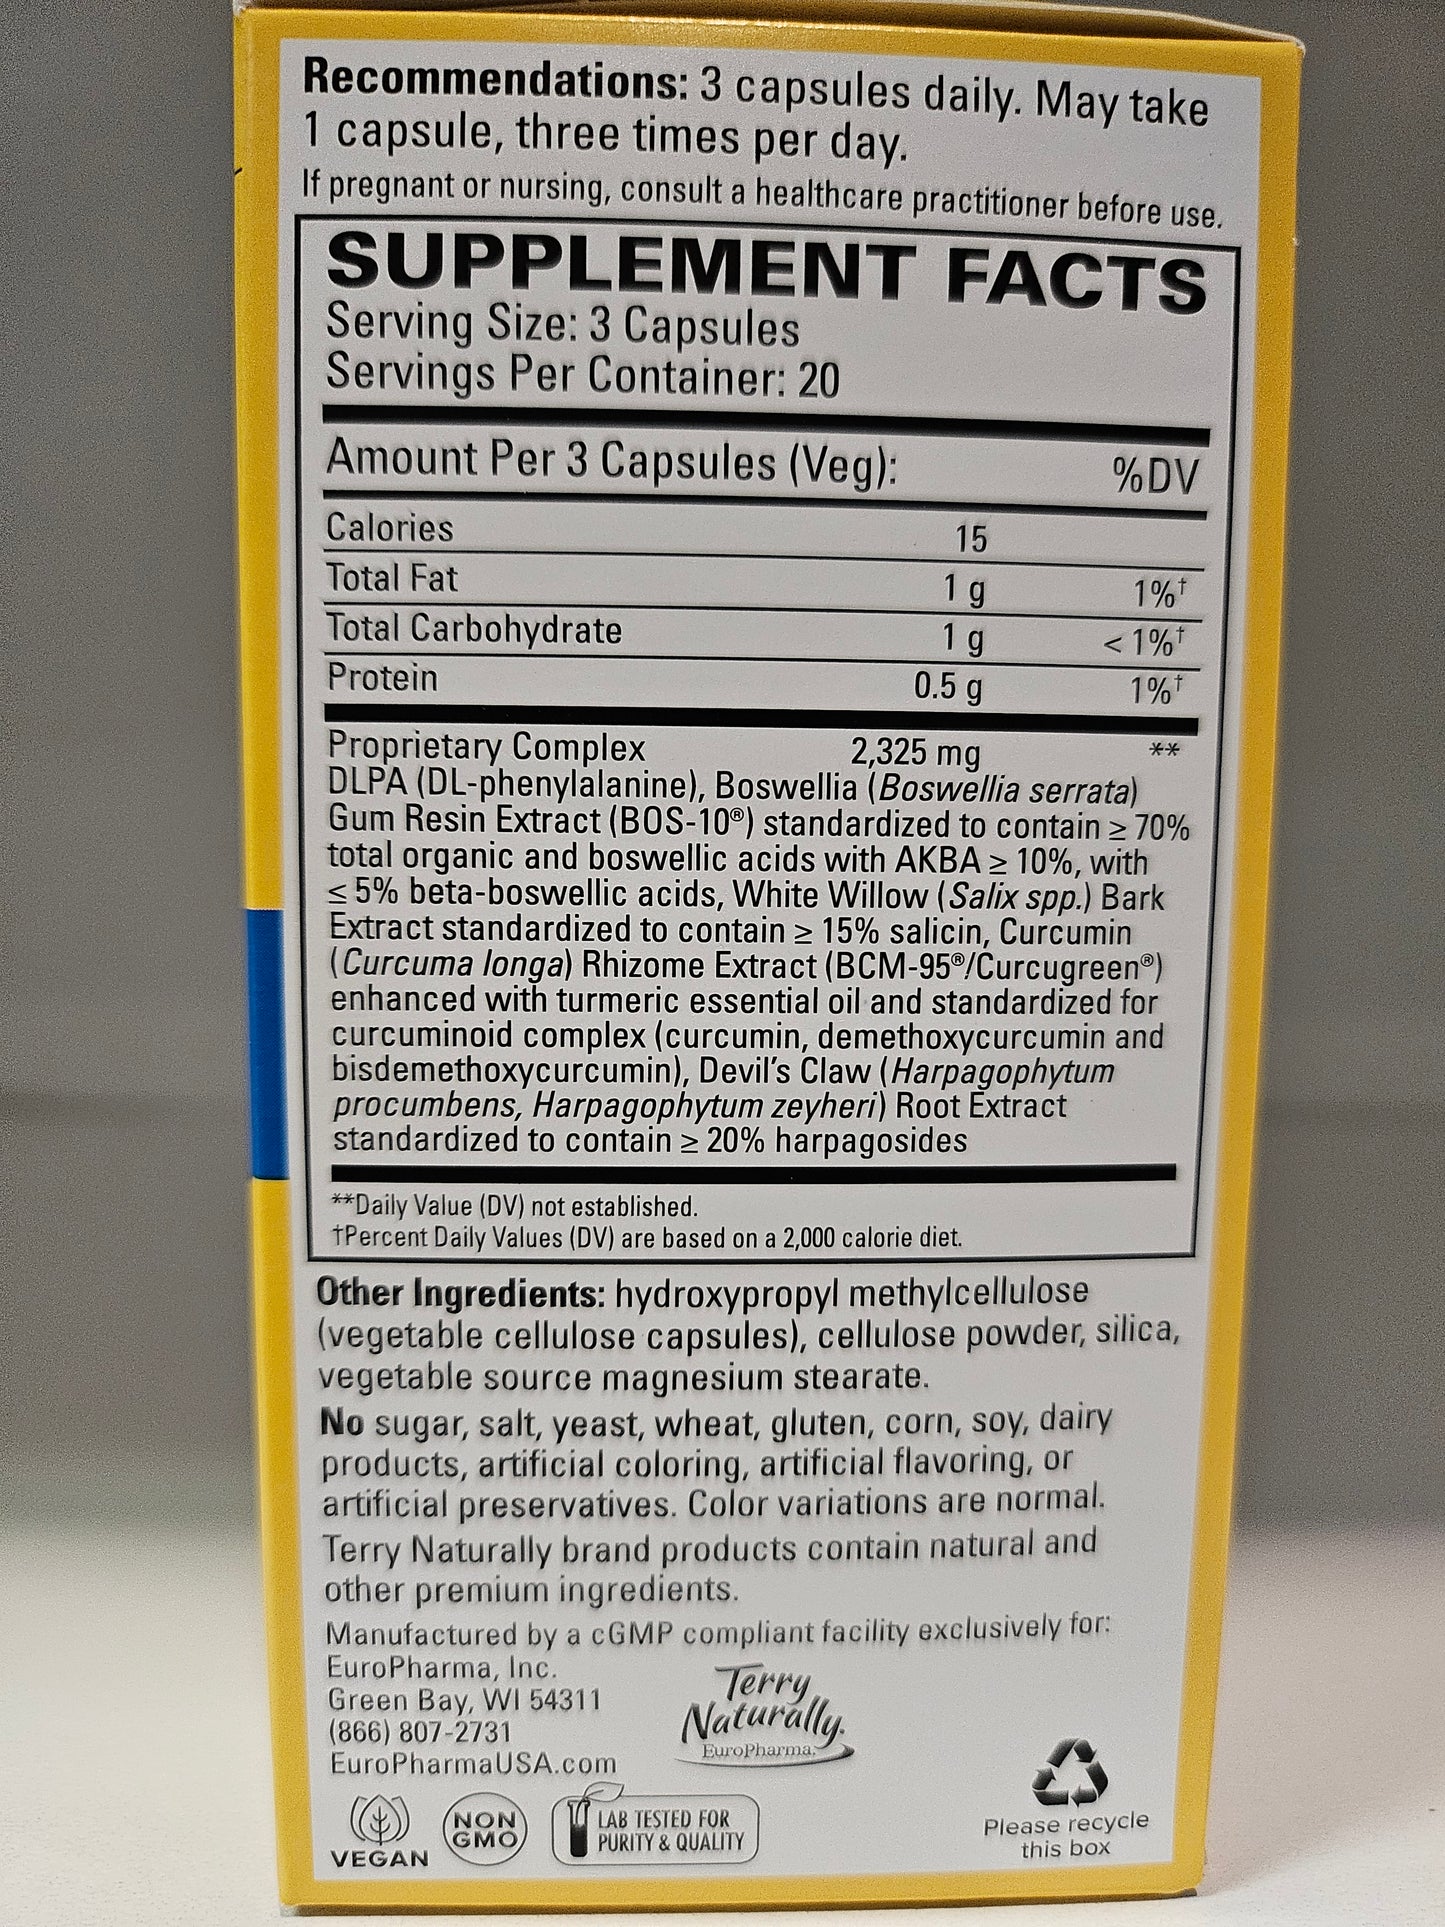 Recommendations: 3 capsules daily. May take
1 capsule, three times per day.
If pregnant or nursing, consult a healthcare practitioner before use.
SUPPLEMENT FACTS
Serving Size: 3 Capsules
Servings Per Container: 20
Amount Per 3 Capsules (Veg): %DV
Calories 15
Total Fat 1 g 1%†
Total Carbohydrate 1 g < 1%†
Protein 0.5 g 1%†
Proprietary Complex 2,325 mg **
DLPA (DL-phenylalanine), Boswellia (Boswellia serrata)
Gum Resin Extract (BOS-10®) standardized to contain ≥ 70%
total organic and boswellic acids with AKBA ≥ 10%, with
≤ 5% beta-boswellic acids, White Willow (Salix spp.) Bark
Extract standardized to contain ≥ 15% salicin, Curcumin
(Curcuma longa) Rhizome Extract (BCM-95®/Curcugreen®)
enhanced with turmeric essential oil and standardized for
curcuminoid complex (curcumin, demethoxycurcumin and
bisdemethoxycurcumin), Devil's Claw (Harpagophytum
procumbens, Harpagophytum zeyheri) Root Extract
standardized to contain ≥ 20% harpagosides
**Daily Value (DV) not established.
†Percent Daily Values (DV) are based on a 2,000 calorie diet.
Other Ingredients: hydroxypropyl methylcellulose
(vegetable cellulose capsules), cellulose powder, silica,
vegetable source magnesium stearate.
No sugar, salt, yeast, wheat, gluten, corn, soy, dairy
products, artificial coloring, artificial flavoring, or
artificial preservatives. Color variations are normal.
Terry Naturally brand products contain natural and
other premium ingredients.
Manufactured by a cGMP compliant facility exclusively for:
EuroPharma, Inc.
Green Bay, WI 54311
(866) 807-2731
EuroPharmaUSA.com
Terry
Naturally.
EuroPharma.
VEGAN
NON
GMO
LAB TESTED FOR
PURITY & QUALITY
Please recycle
this box